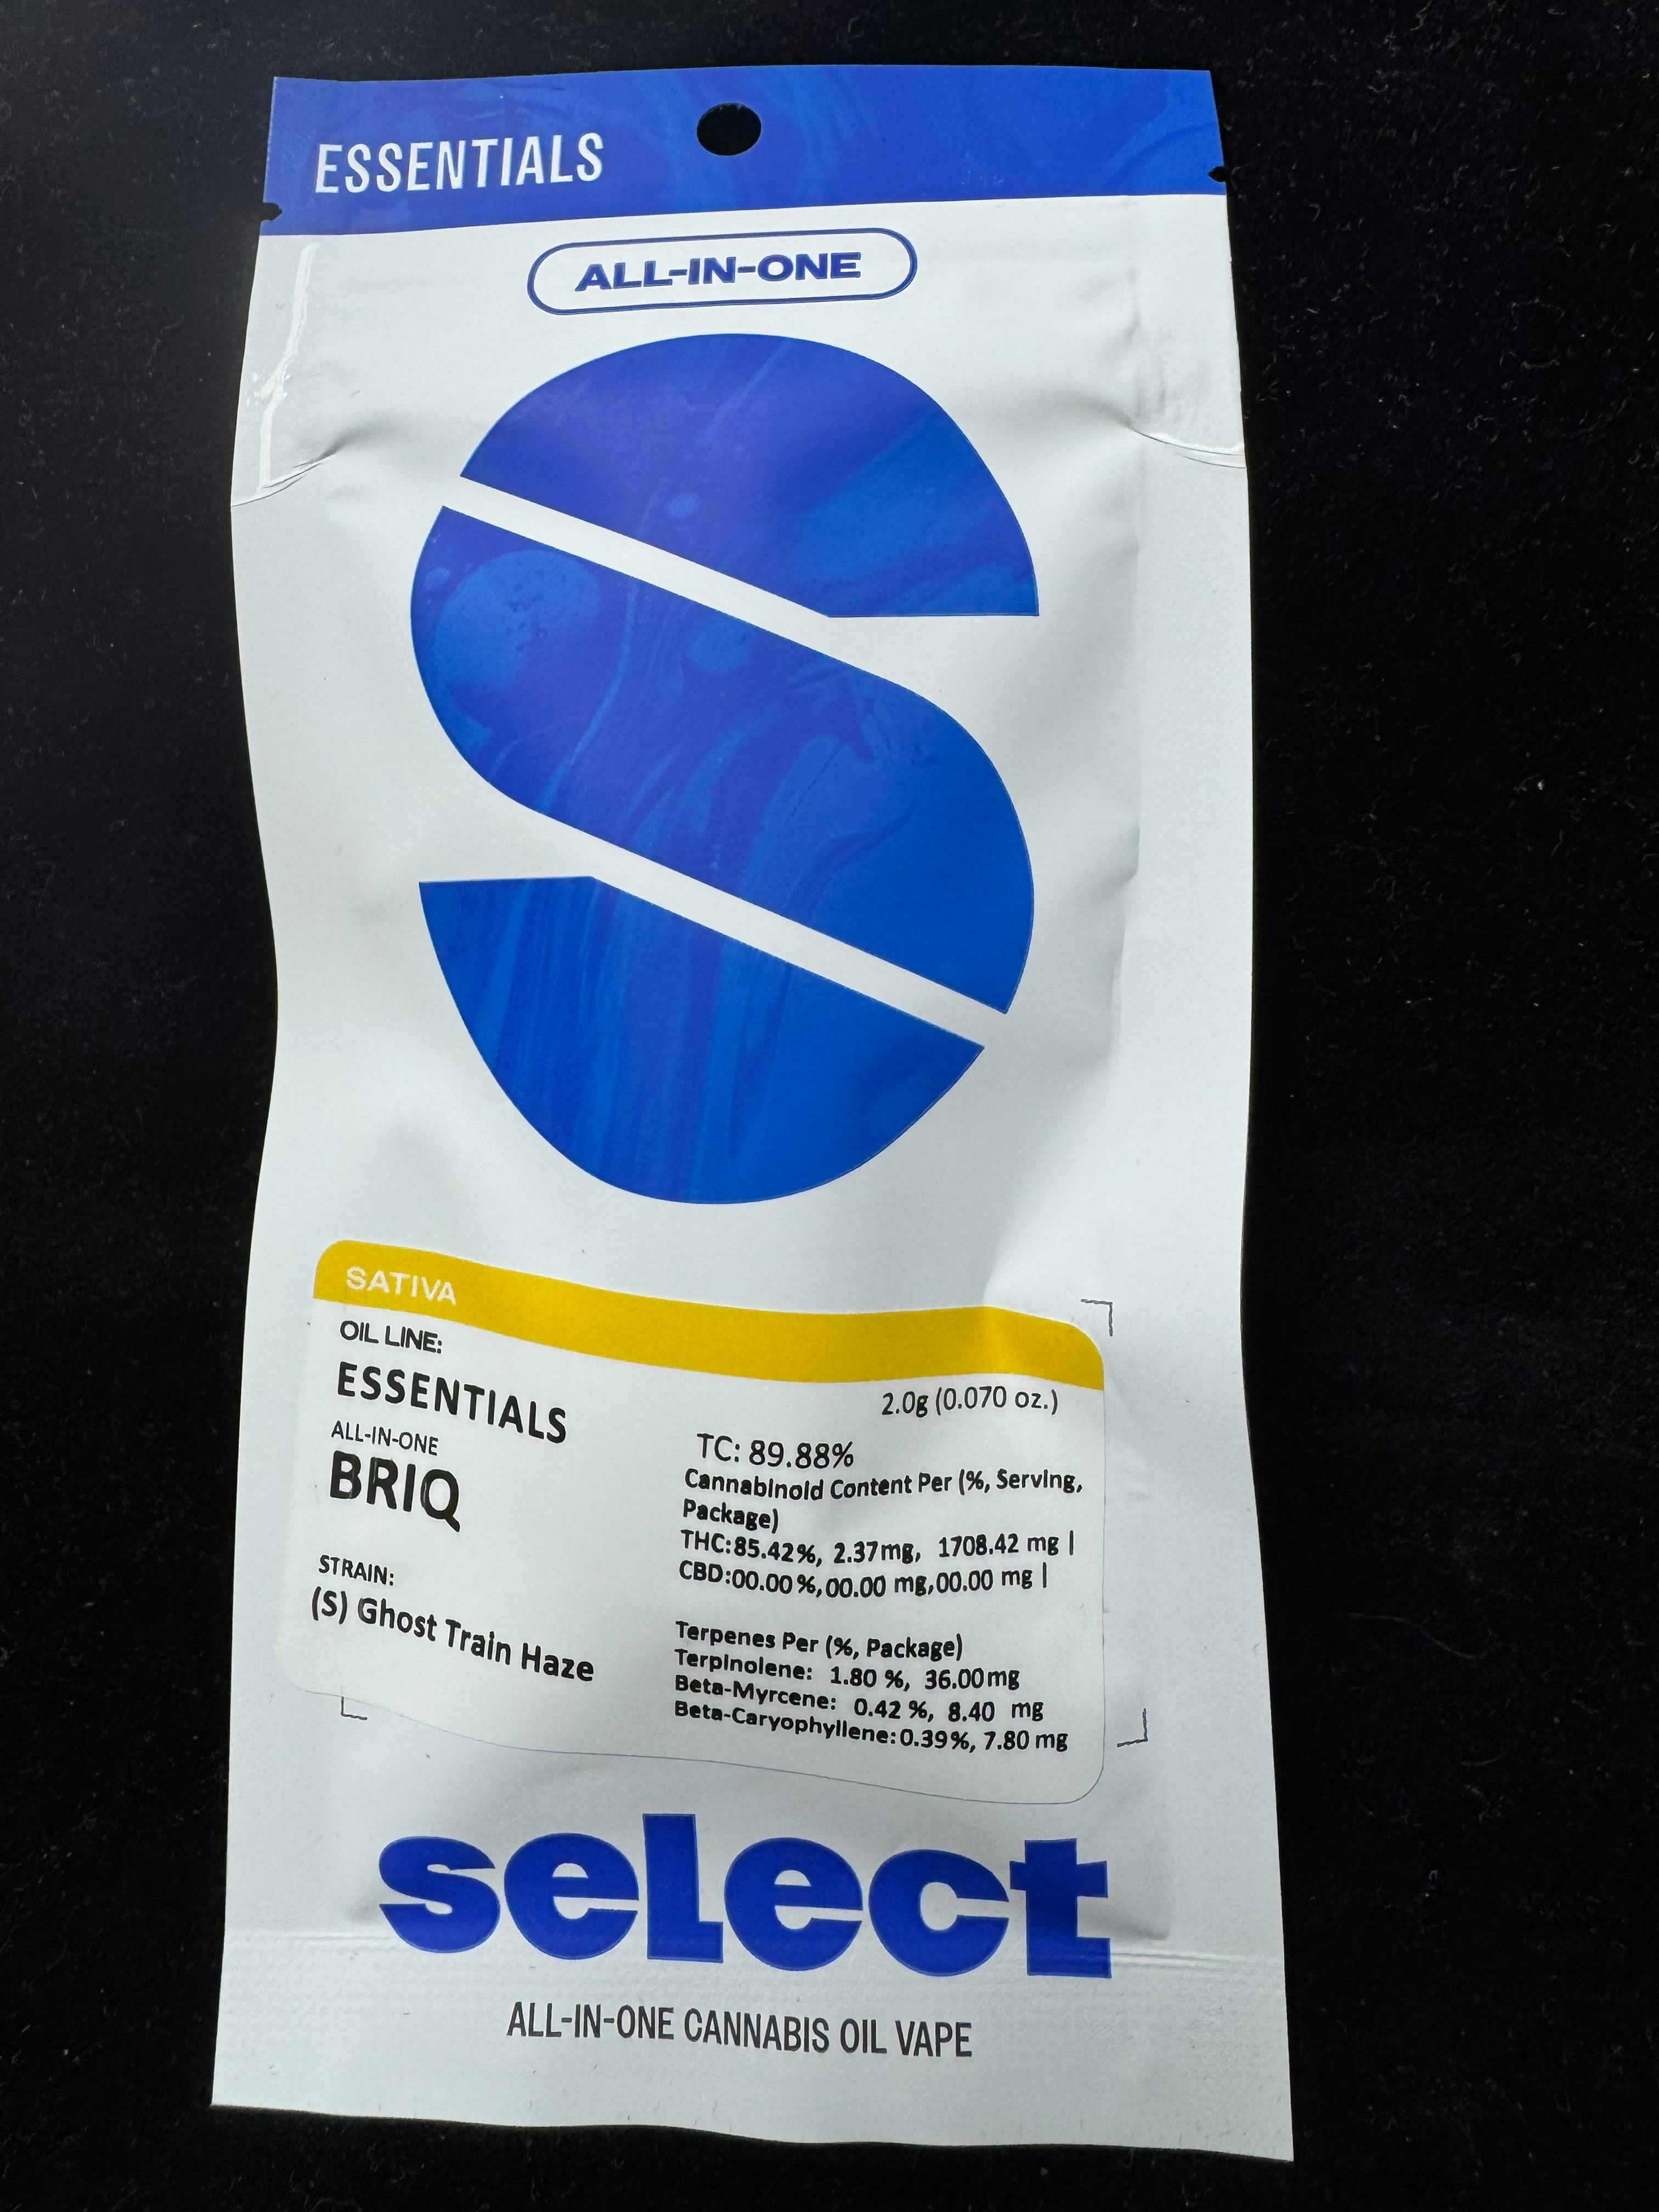 ESSENTIALS
ALL-IN-ONE
SATIVA
OIL LINE:
ESSENTIALS
ALL-IN-ONE
BRIQ
STRAIN:
(S) Ghost Train Haze
2.0g (0.070 oz.)
TC: 89.88%
Cannabinoid Content Per (%, Serving,
Package)
THC:85.42%, 2.37mg, 1708.42 mg |
CBD:00.00%,00.00 mg,00.00 mg |
Terpenes Per (%, Package)
Terpinolene: 1.80 %, 36.00mg
Beta-Myrcene: 0.42 %, 8.40 mg
Beta-Caryophyllene:0.39%, 7.80 mg
select
ALL-IN-ONE CANNABIS OIL VAPE